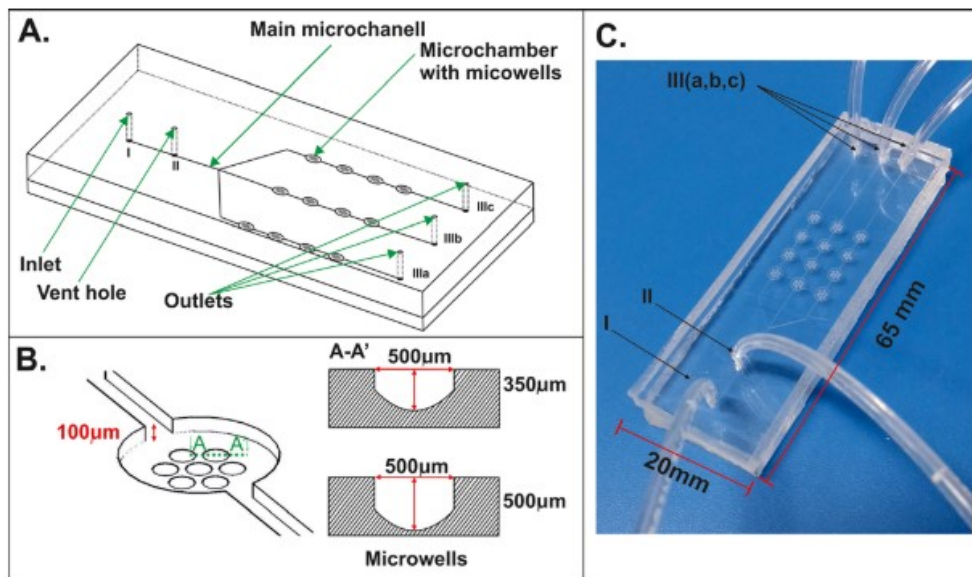 A.
Main microchanell
Microchamber
with micowells
I
II
IIIc
IIIb
IIIa
Inlet
Vent hole
Outlets
B.
100µm
A A'
A-A'
500µm
350µm
500µm
500µm
Microwells
C.
III(a,b,c)
II
I
65 mm
20mm